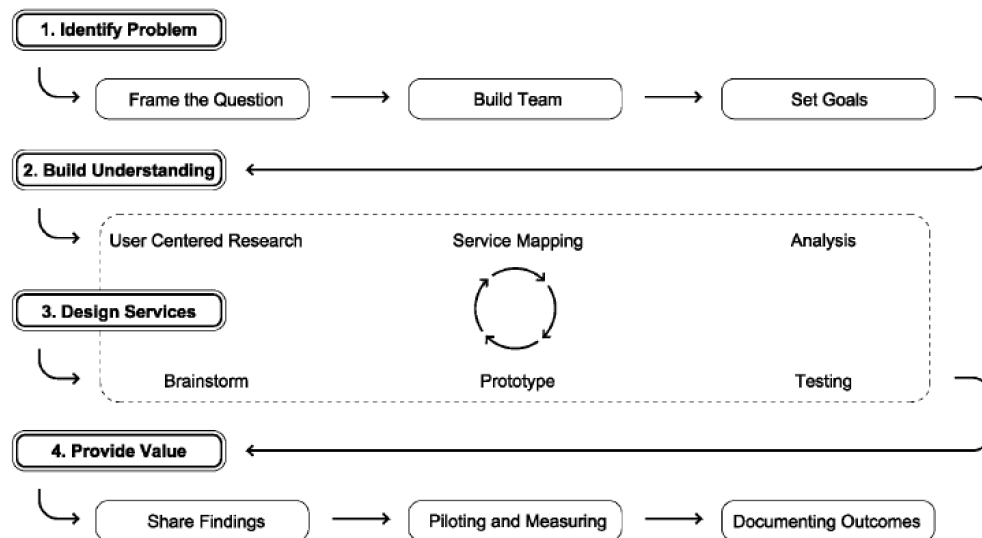 1. Identify Problem
Frame the Question
Build Team
Set Goals
2. Build Understanding
User Centered Research
Service Mapping
Analysis
3. Design Services
Brainstorm
Prototype
Testing
4. Provide Value
Share Findings
Piloting and Measuring
Documenting Outcomes